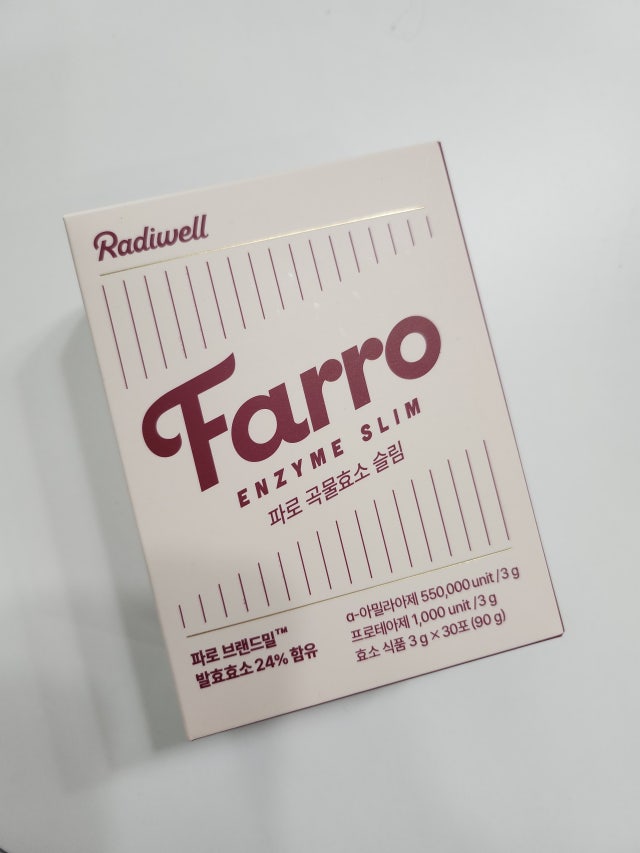 Radiwell
Farro
ENZYME SLIM
파로 곡물효소 슬림
파로 브랜드밀™
발효효소 24% 함유
α-아밀라아제 550,000 unit / 3 g
프로테아제 1,000 unit / 3 g
효소 식품 3 g × 30포 (90 g)